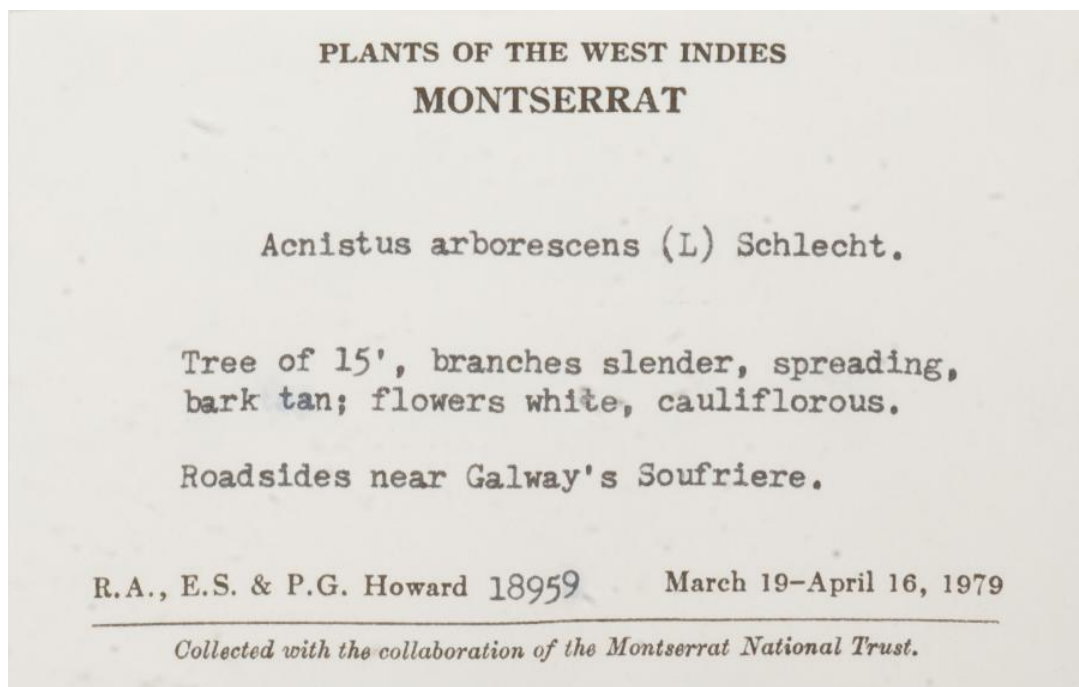 PLANTS OF THE WEST INDIES
MONTSERRAT
Acnistus arborescens (L) Schlecht.
Tree of 15', branches slender, spreading,
bark tan; flowers white, cauliflorous.
Roadsides near Galway's Soufriere.
R.A., E.S. & P.G. Howard 18959 March 19–April 16, 1979
Collected with the collaboration of the Montserrat National Trust.